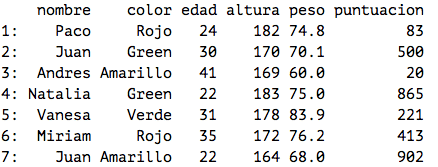 nombre color edad altura peso puntuacion
1: Paco Rojo 24 182 74.8 83
2: Juan Green 30 170 70.1 500
3: Andres Amarillo 41 169 60.0 20
4: Natalia Green 22 183 75.0 865
5: Vanesa Verde 31 178 83.9 221
6: Miriam Rojo 35 172 76.2 413
7: Juan Amarillo 22 164 68.0 902